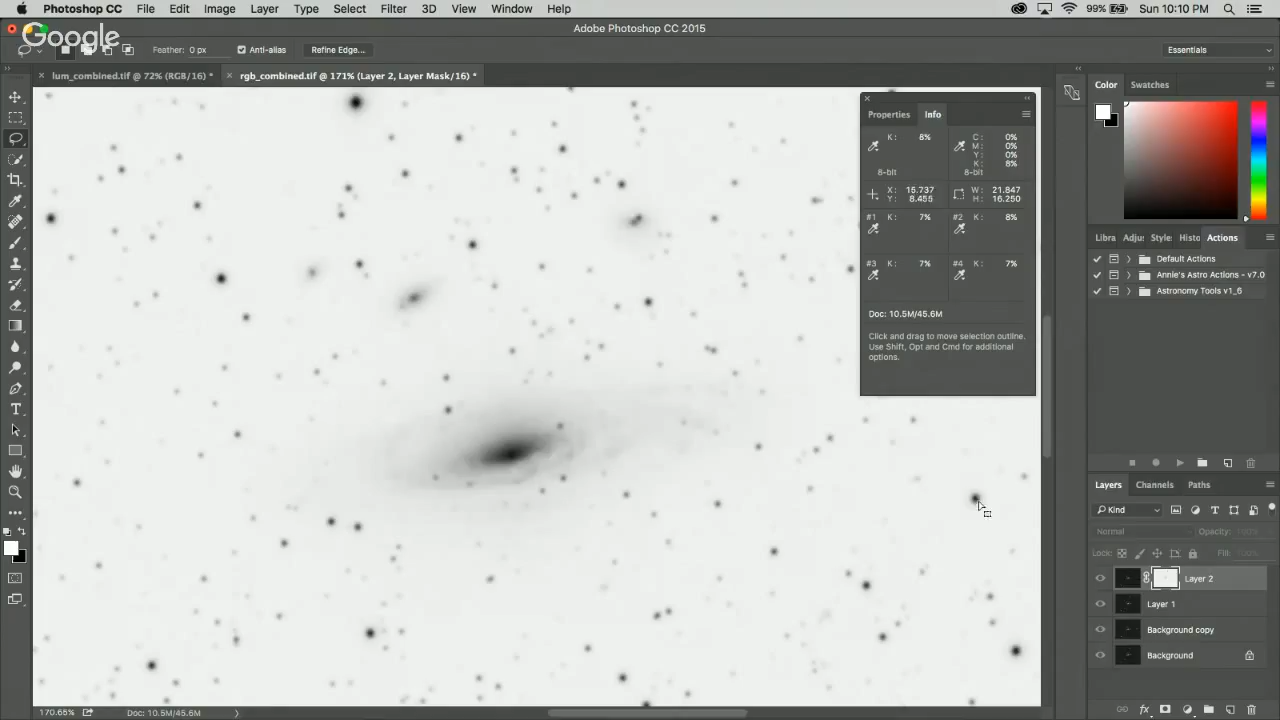 Photoshop CC File Edit Image Layer Type Select Filter 3D View Window Help 99% Sun 10:10 PM
Google
Adobe Photoshop CC 2015
Feather: 0 px Anti-alias Refine Edge... Essentials
lum_combined.tif @ 72% (RGB/16) * rgb_combined.tif @ 171% (Layer 2, Layer Mask/16) *
Properties Info
K: 8% C: 0%
M: 0%
Y: 0%
K: 8%
8-bit 8-bit
X: 15.737 W: 21.847
Y: 8.455 H: 16.250
#1 K: 7% #2 K: 8%
#3 K: 7% #4 K: 7%
Doc: 10.5M/45.6M
Click and drag to move selection outline.
Use Shift, Opt and Cmd for additional
options.
Color Swatches
Libra Adju Style Histo Actions
Default Actions
Annie's Astro Actions - v7.0
Astronomy Tools v1_6
Layers Channels Paths
Kind
Normal Opacity: 100%
Lock: Fill: 100%
Layer 2
Layer 1
Background copy
Background
170.65% Doc: 10.5M/45.6M